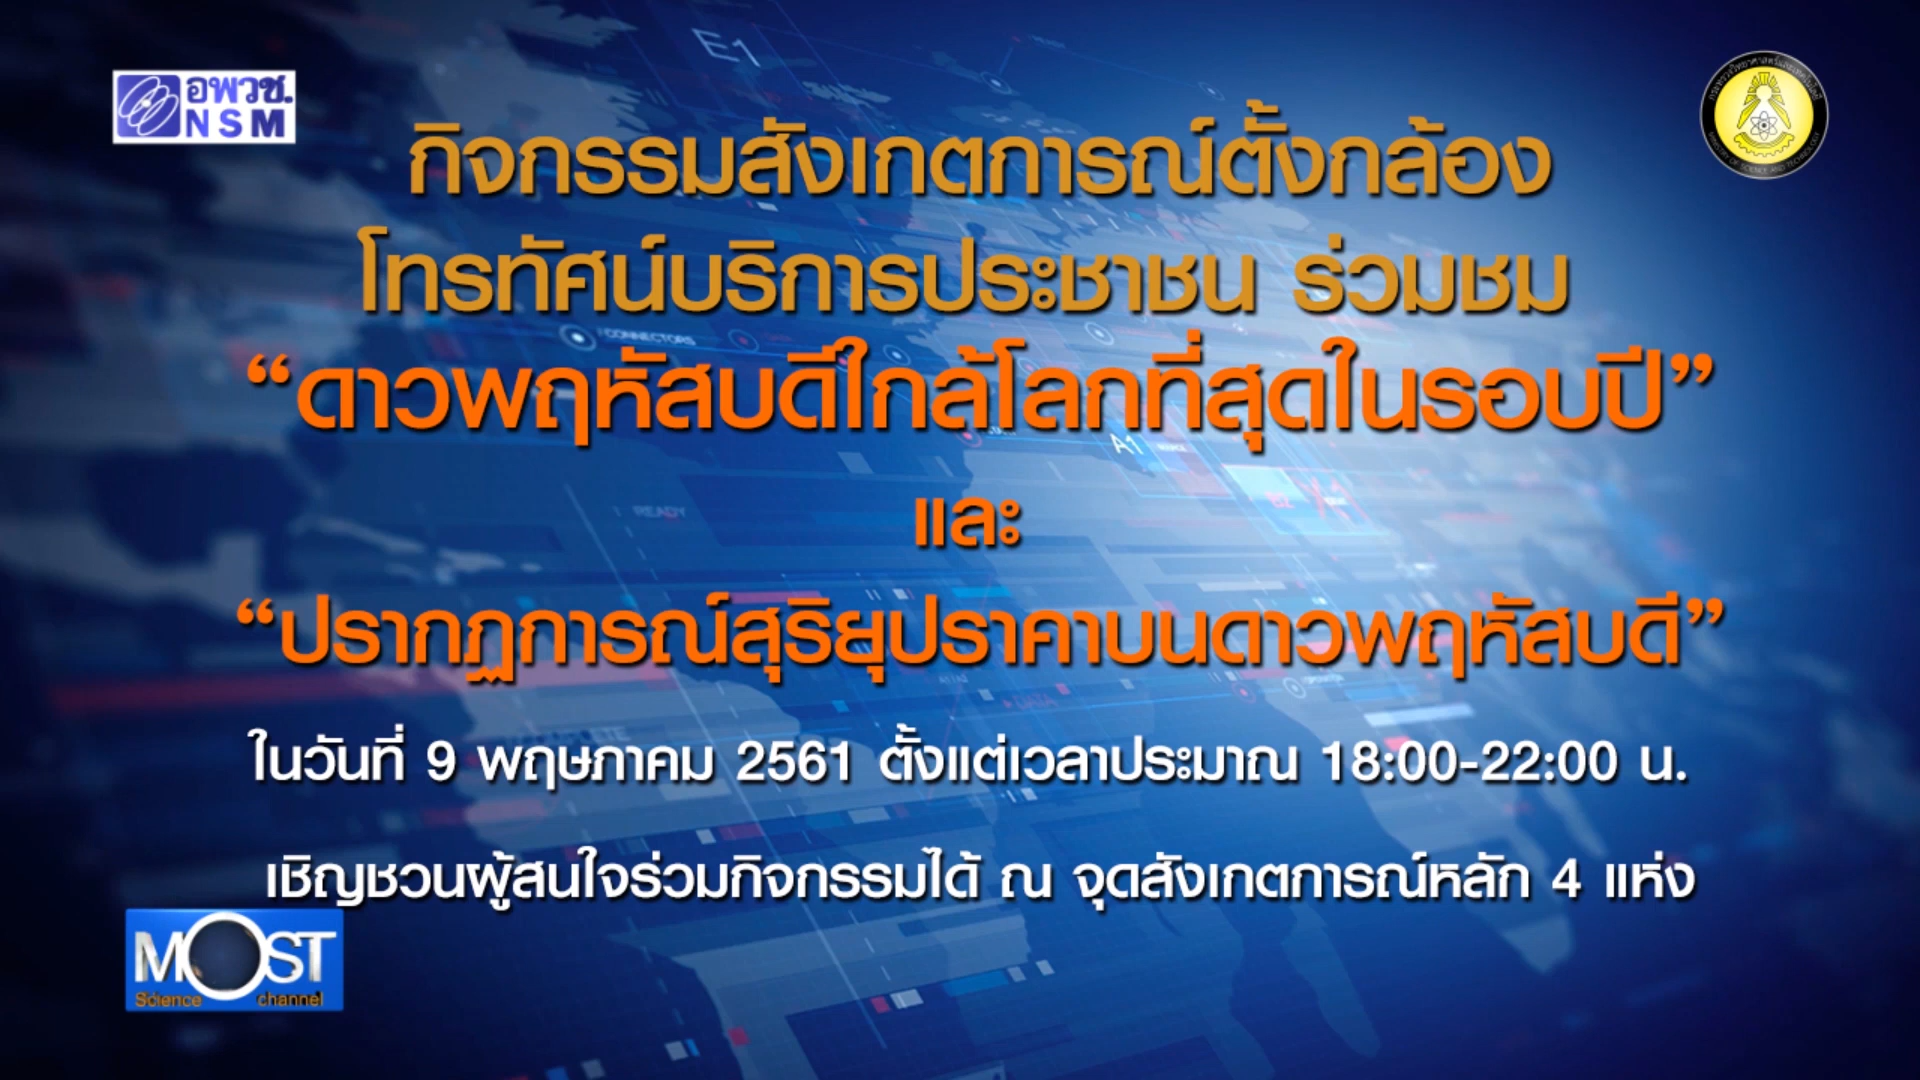 E1
อพวช.
NSM
กิจกรรมสังเกตการณ์ตั้งกล้อง
โทรทัศน์บริการประชาชน ร่วมชม
CONNECTORS
“ดาวพฤหัสบดีใกล้โลกที่สุดในรอบปี”
A1
READY
และ
“ปรากฏการณ์สุริยุปราคาบนดาวพฤหัสบดี”
DATA
ในวันที่ 9 พฤษภาคม 2561 ตั้งแต่เวลาประมาณ 18:00-22:00 น.
เชิญชวนผู้สนใจร่วมกิจกรรมได้ ณ จุดสังเกตการณ์หลัก 4 แห่ง
MOST
Science channel